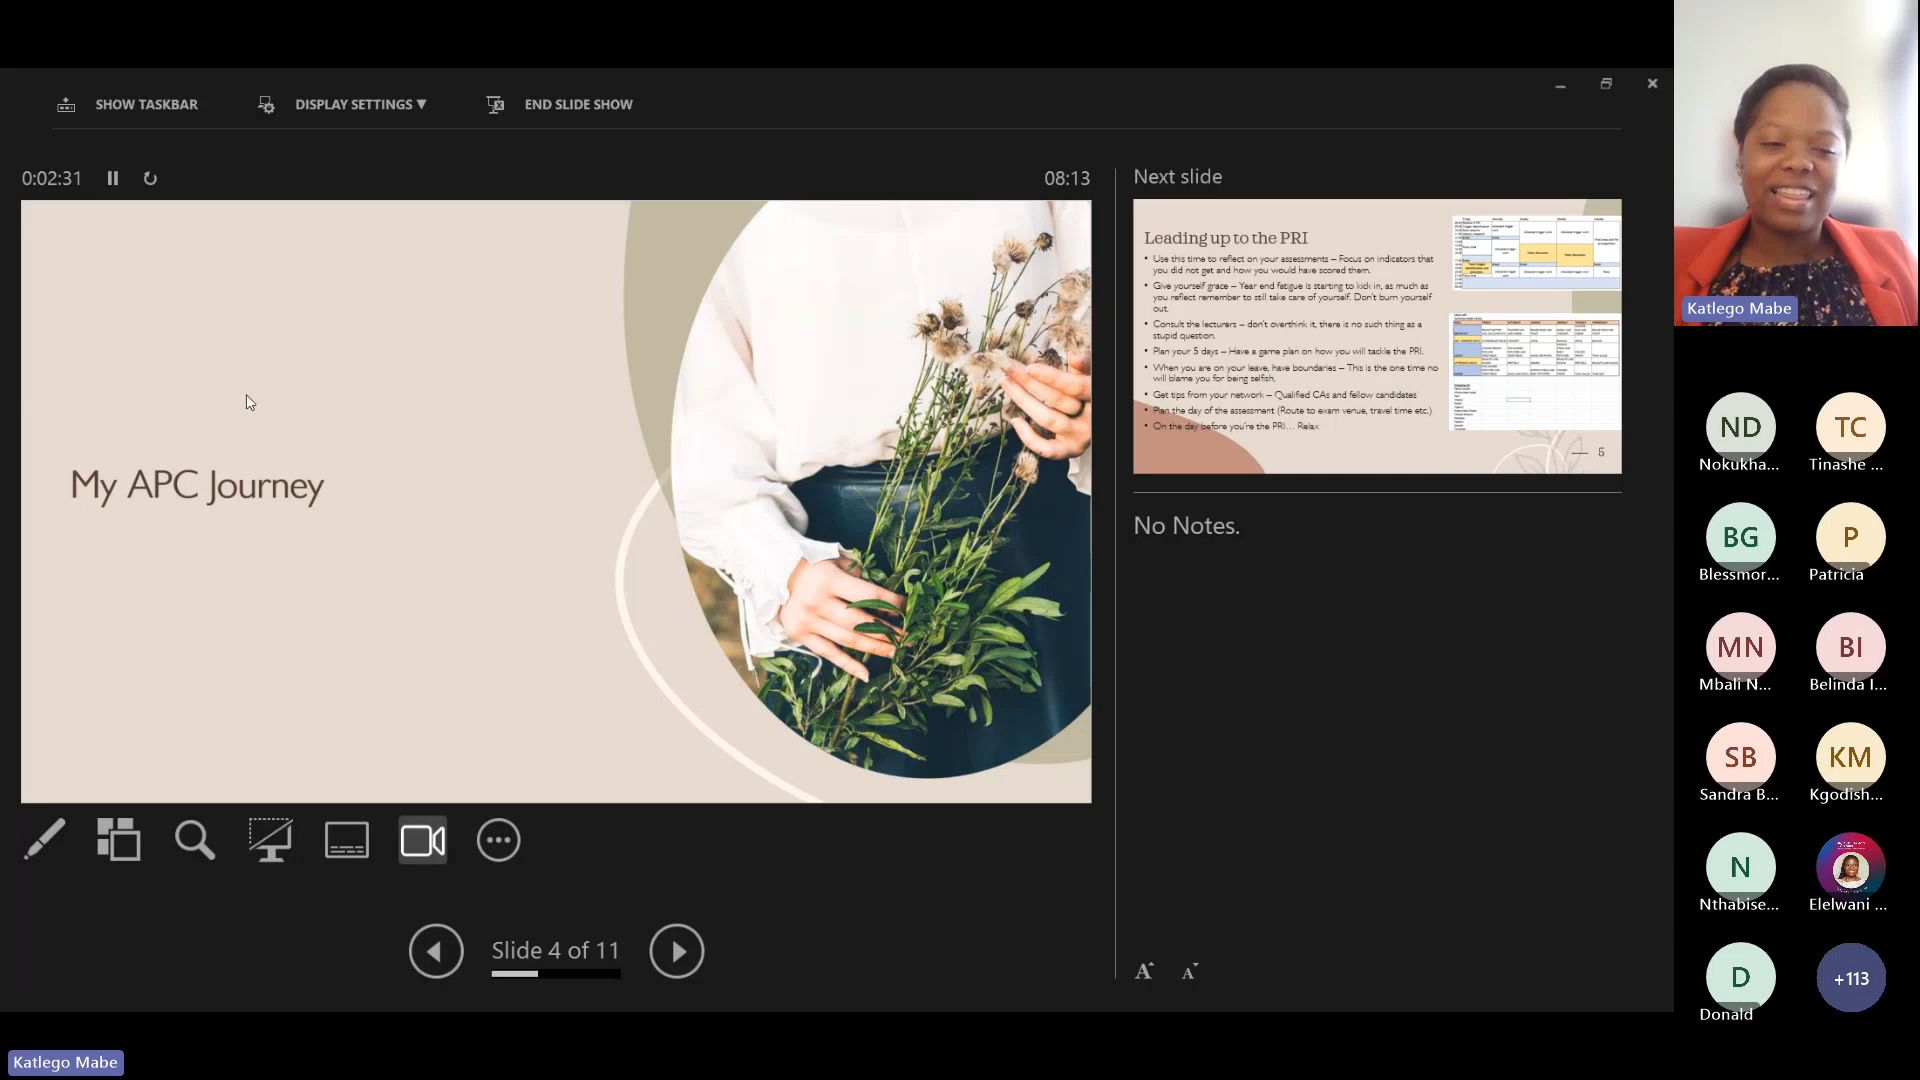 SHOW TASKBAR
DISPLAY SETTINGS ▼
END SLIDE SHOW
0:02:31
08:13
My APC Journey
Next slide
Leading up to the PRI
• Use this time to reflect on your assessments – Focus on indicators that
you did not get and how you would have scored them.
• Give yourself grace – Year end fatigue is starting to kick in, as much as
you reflect remember to still take care of yourself. Don't burn yourself
out.
• Consult the lecturers – don't overthink it, there is no such thing as a
stupid question.
• Plan your 5 days – Have a game plan on how you will tackle the PRI.
• When you are on your leave, have boundaries – This is the one time no
will blame you for being selfish.
• Get tips from your network – Qualified CAs and fellow candidates
• Plan the day of the assessment (Route to exam venue, travel time etc.)
• On the day before you're the PRI… Relax
5
No Notes.
Slide 4 of 11
Katlego Mabe
ND
Nokukha...
TC
Tinashe ...
BG
Blessmor...
P
Patricia
MN
Mbali N...
BI
Belinda I...
SB
Sandra B...
KM
Kgodish...
N
Nthabise...
Elelwani ...
D
Donald
+113
Katlego Mabe